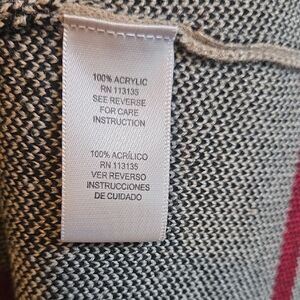 100% ACRYLIC
RN 113135
SEE REVERSE
FOR CARE
INSTRUCTION
100% ACRÍLICO
RN 113135
VER REVERSO
INSTRUCCIONES
DE CUIDADO